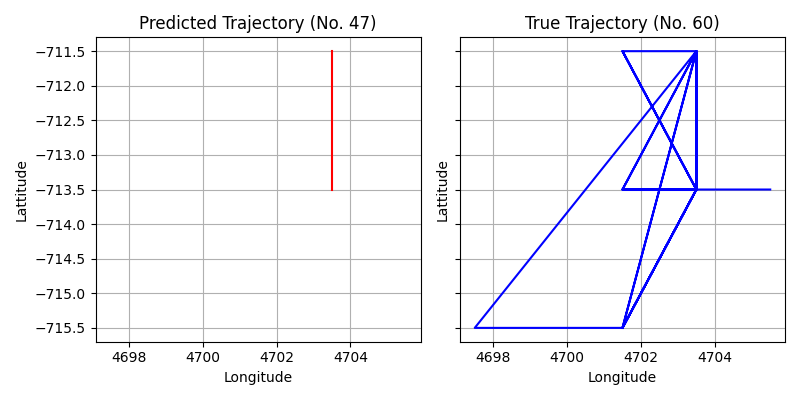 Predicted Trajectory (No. 47)
True Trajectory (No. 60)
−711.5
−712.0
−712.5
−713.0
−713.5
−714.0
−714.5
−715.0
−715.5
Lattitude
Lattitude
4698 4700 4702 4704
4698 4700 4702 4704
Longitude
Longitude